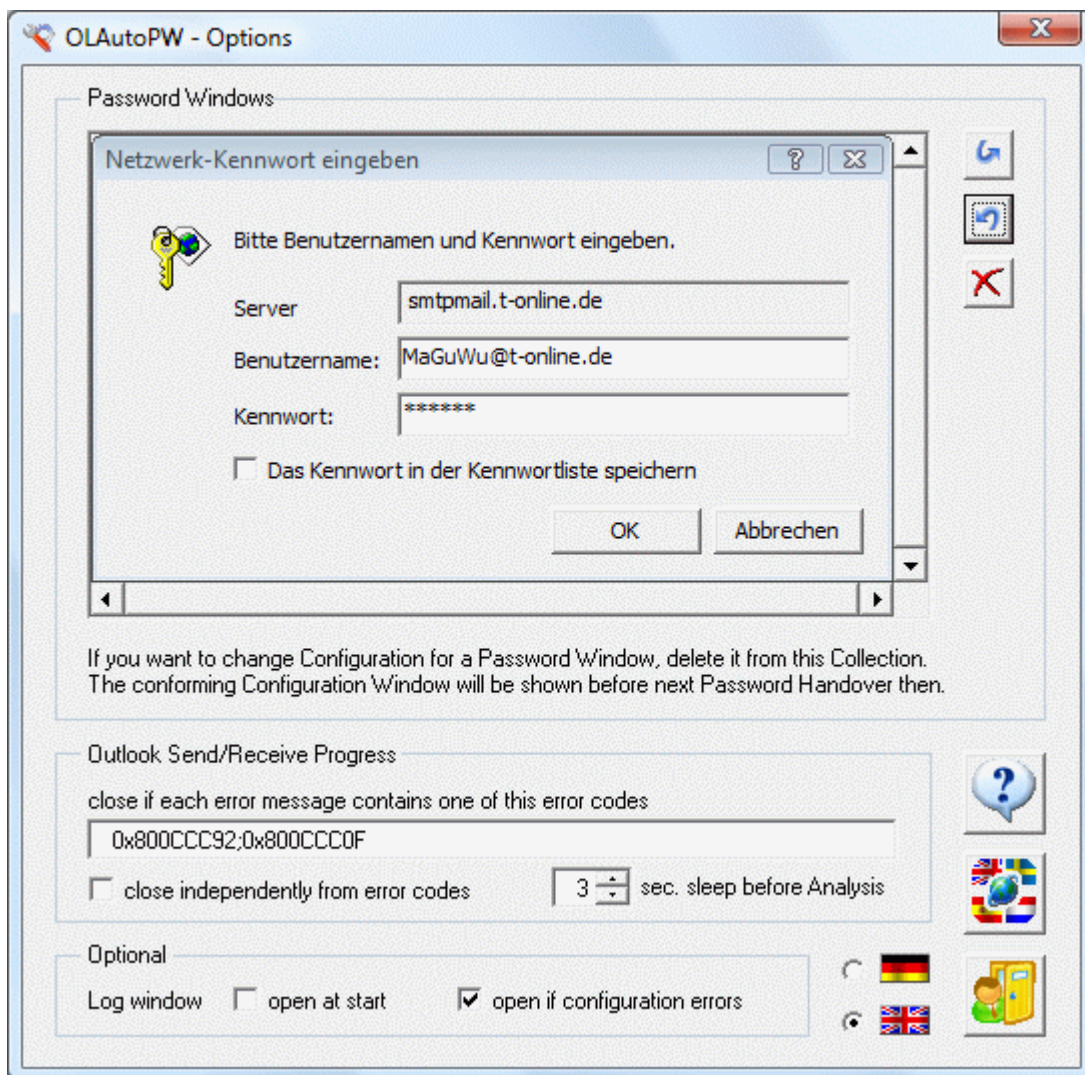 OLAutoPW - Options
Password Windows
Netzwerk-Kennwort eingeben
Bitte Benutzernamen und Kennwort eingeben.
Server smtpmail.t-online.de
Benutzername: MaGuWu@t-online.de
Kennwort: ******
Das Kennwort in der Kennwortliste speichern
OK Abbrechen
If you want to change Configuration for a Password Window, delete it from this Collection.
The conforming Configuration Window will be shown before next Password Handover then.
Outlook Send/Receive Progress
close if each error message contains one of this error codes
0x800CCC92;0x800CCC0F
close independently from error codes 3 sec. sleep before Analysis
Optional
Log window open at start open if configuration errors